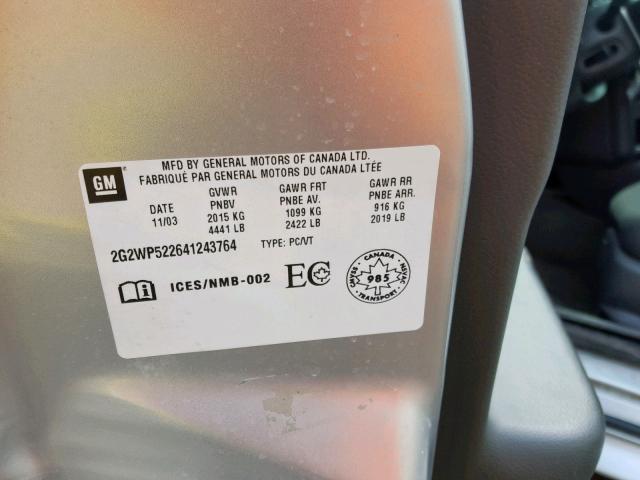 GM
MFD BY GENERAL MOTORS OF CANADA LTD.
FABRIQUÉ PAR GENERAL MOTORS DU CANADA LTÉE
GVWR GAWR FRT GAWR RR
DATE PNBV PNBE AV. PNBE ARR.
11/03 2015 KG 1099 KG 916 KG
4441 LB 2422 LB 2019 LB
2G2WP522641243764 TYPE: PC/VT
ICES/NMB-002 EC
CANADA
985
TRANSPORT